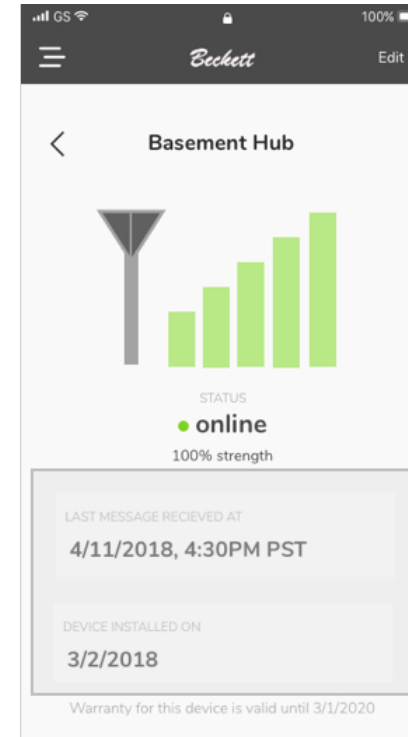 GS 100%
Beckett Edit
Basement Hub
STATUS
online
100% strength
LAST MESSAGE RECIEVED AT
4/11/2018, 4:30PM PST
DEVICE INSTALLED ON
3/2/2018
Warranty for this device is valid until 3/1/2020